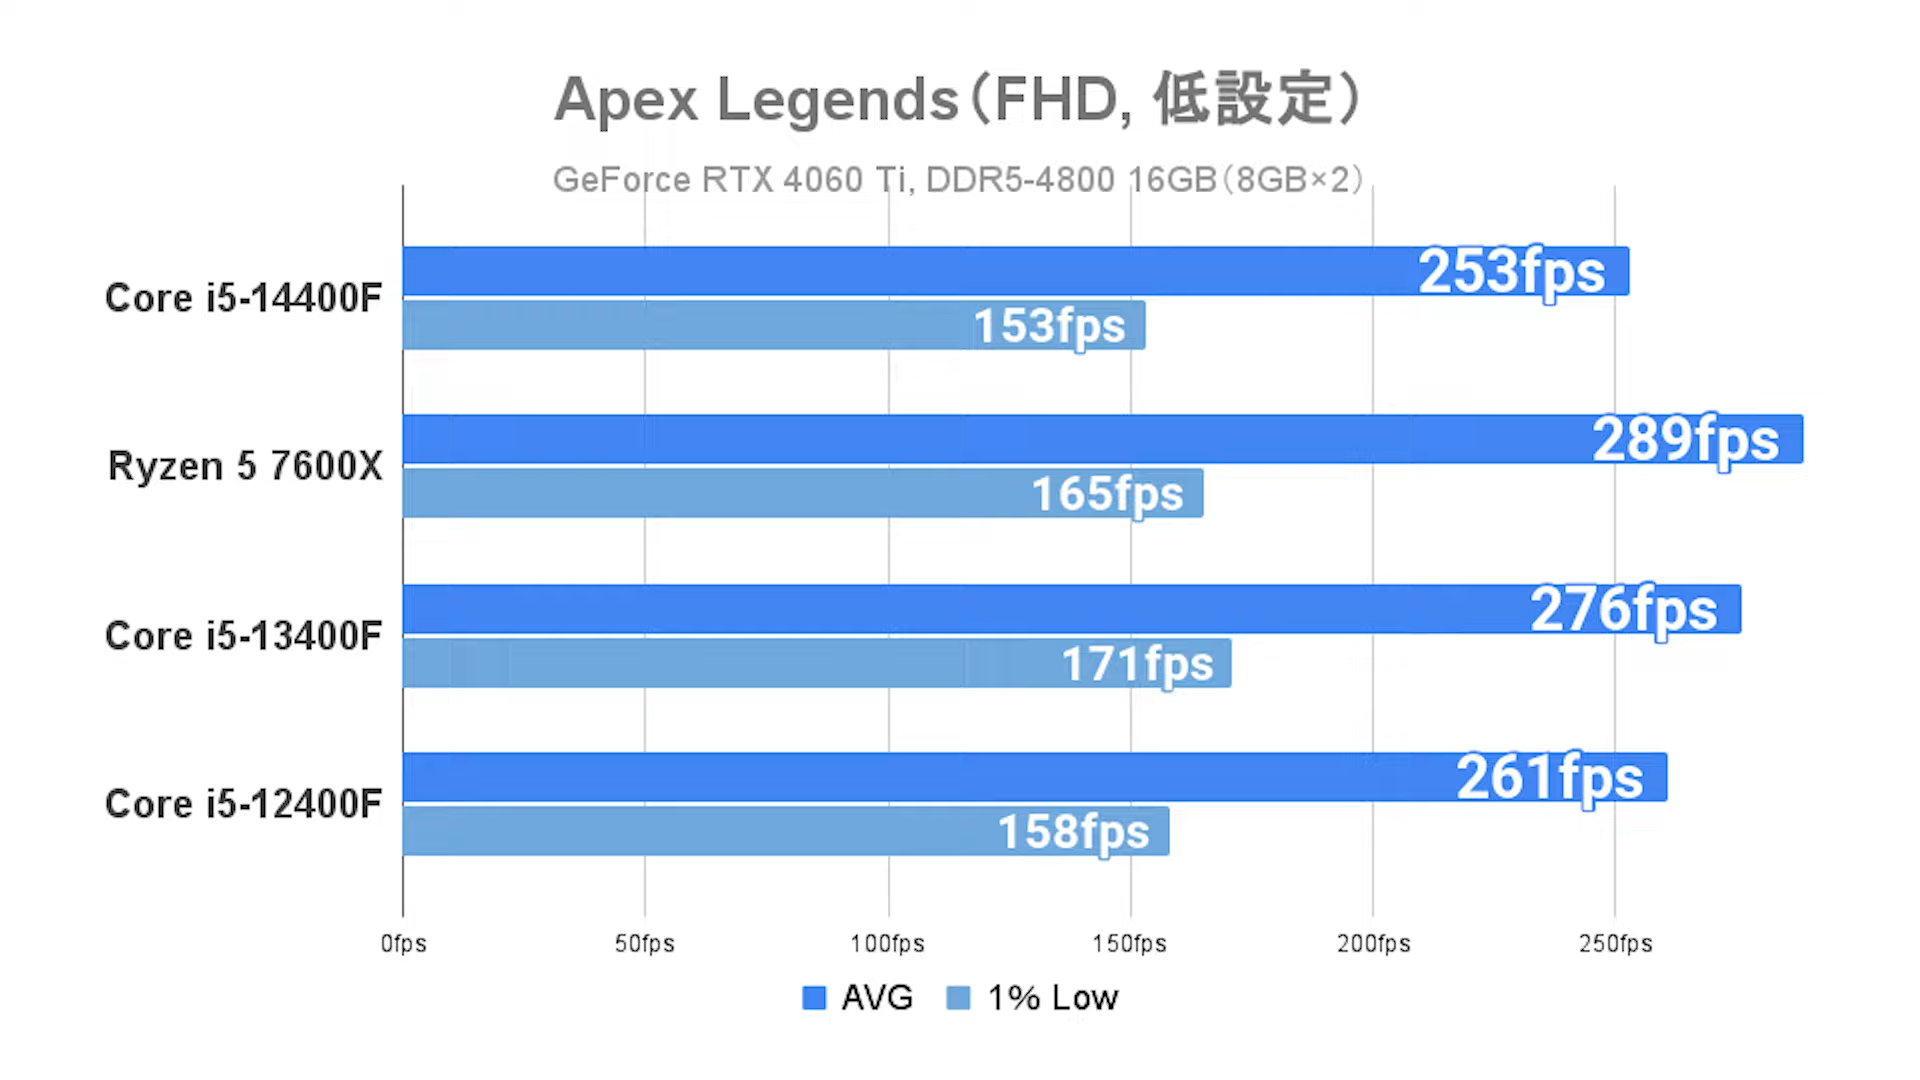 Apex Legends（FHD, 低設定）
GeForce RTX 4060 Ti, DDR5-4800 16GB（8GB×2）
Core i5-14400F
253fps
153fps
Ryzen 5 7600X
289fps
165fps
Core i5-13400F
276fps
171fps
Core i5-12400F
261fps
158fps
0fps 50fps 100fps 150fps 200fps 250fps
AVG 1% Low